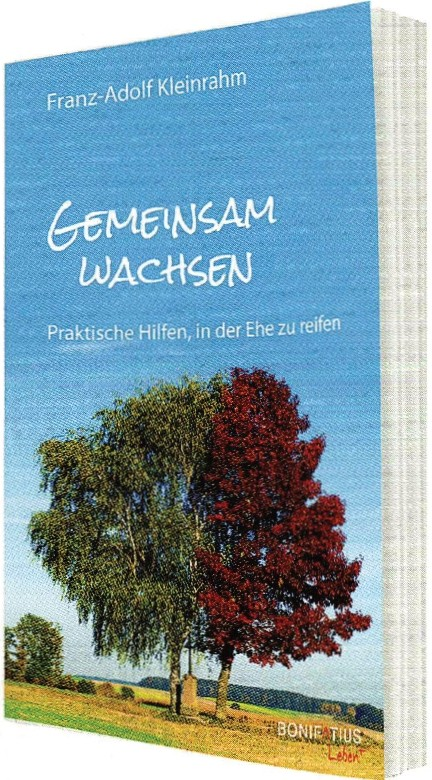 Franz-Adolf Kleinrahm
GEMEINSAM
WACHSEN
Praktische Hilfen, in der Ehe zu reifen
BONIFATIUS
Leben